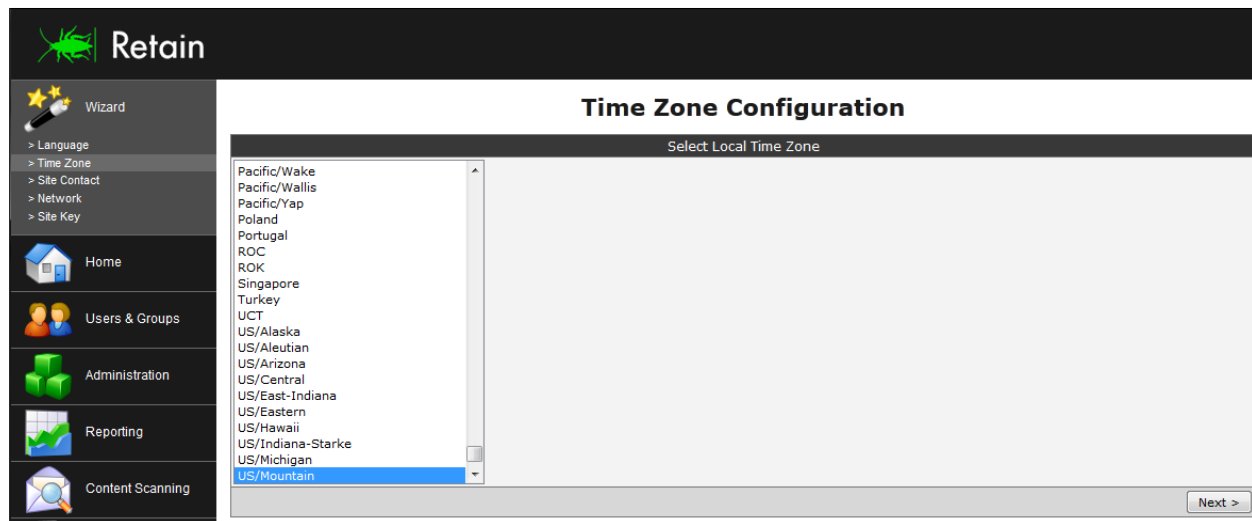 Retain
Wizard
> Language
> Time Zone
> Site Contact
> Network
> Site Key
Home
Users & Groups
Administration
Reporting
Content Scanning
Time Zone Configuration
Select Local Time Zone
Pacific/Wake
Pacific/Wallis
Pacific/Yap
Poland
Portugal
ROC
ROK
Singapore
Turkey
UCT
US/Alaska
US/Aleutian
US/Arizona
US/Central
US/East-Indiana
US/Eastern
US/Hawaii
US/Indiana-Starke
US/Michigan
US/Mountain
Next >